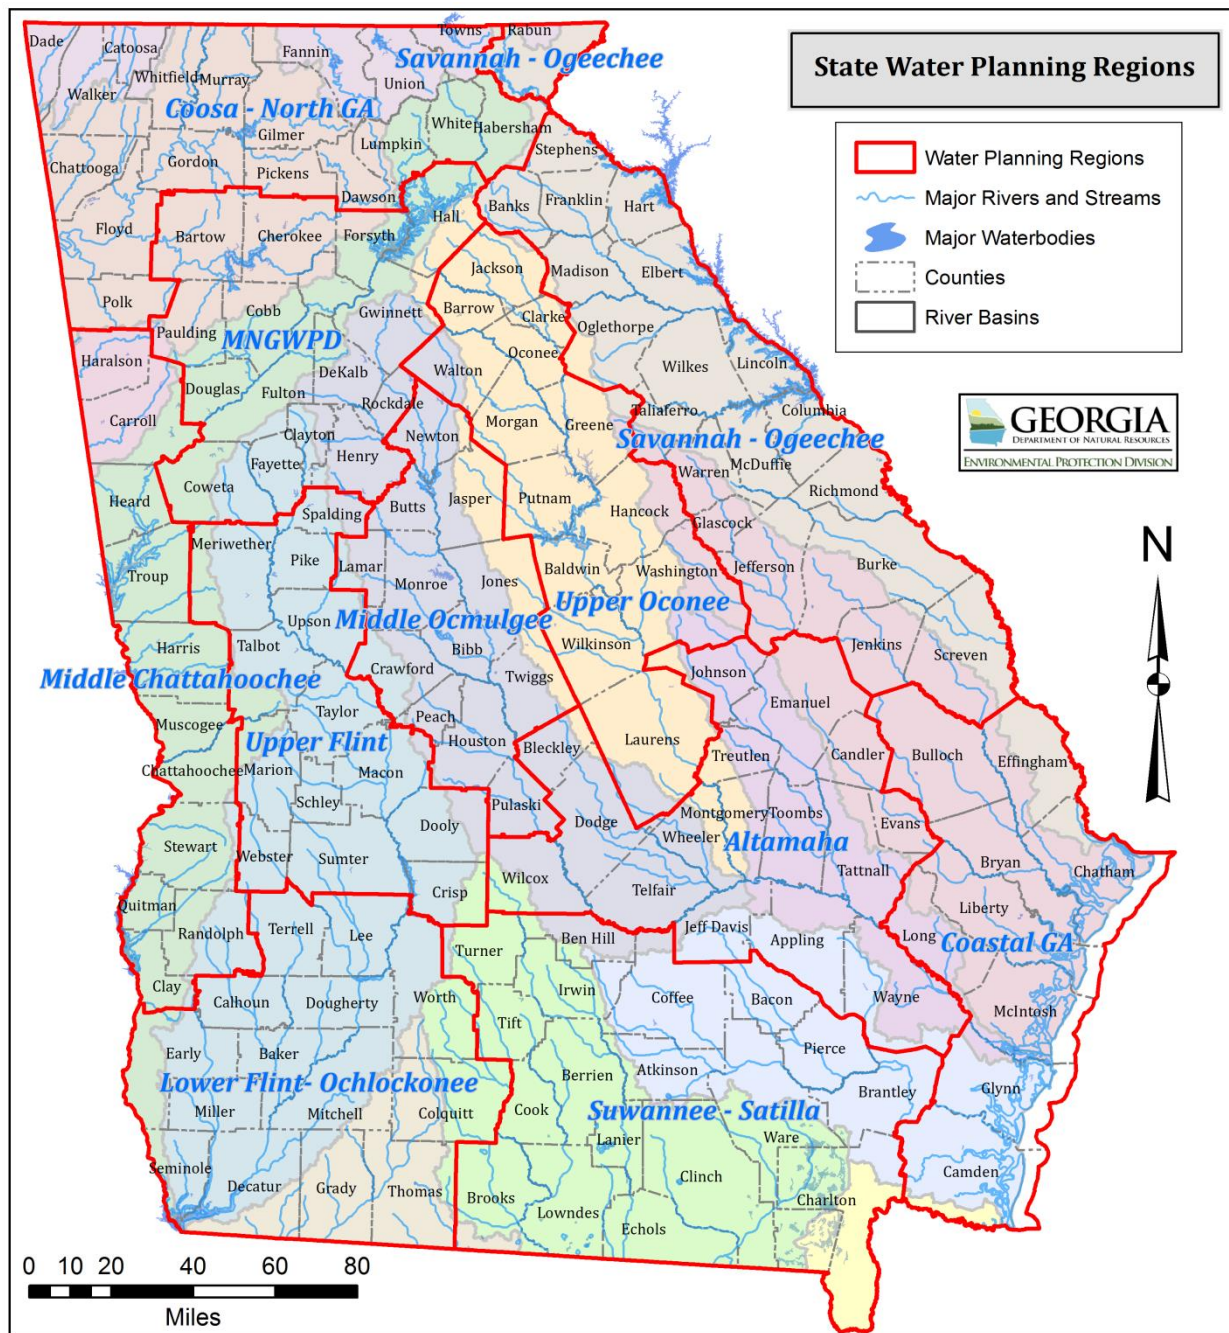 State Water Planning Regions
Water Planning Regions
Major Rivers and Streams
Major Waterbodies
Counties
River Basins
GEORGIA
DEPARTMENT OF NATURAL RESOURCES
ENVIRONMENTAL PROTECTION DIVISION
N
Towns
Rabun
Dade
Catoosa
Fannin
Savannah - Ogeechee
Whitfield
Murray
Union
Walker
Coosa - North GA
White
Habersham
Gilmer
Lumpkin
Stephens
Chattooga
Gordon
Pickens
Dawson
Banks
Franklin
Hart
Hall
Floyd
Bartow
Cherokee
Forsyth
Jackson
Madison
Elbert
Polk
Cobb
Gwinnett
Barrow
Clarke
Oglethorpe
Paulding
MNGWPD
Oconee
Haralson
DeKalb
Walton
Wilkes
Lincoln
Douglas
Fulton
Rockdale
Carroll
Morgan
Greene
Taliaferro
Columbia
Clayton
Newton
Savannah - Ogeechee
Fayette
Henry
Warren
McDuffie
Coweta
Jasper
Putnam
Richmond
Heard
Spalding
Butts
Hancock
Glascock
Meriwether
Pike
Lamar
Monroe
Jones
Baldwin
Washington
Jefferson
Burke
Troup
Upper Oconee
Upson
Middle Ocmulgee
Harris
Talbot
Bibb
Wilkinson
Jenkins
Screven
Middle Chattahoochee
Crawford
Twiggs
Johnson
Emanuel
Muscogee
Taylor
Peach
Upper Flint
Houston
Bleckley
Laurens
Treutlen
Candler
Bulloch
Effingham
Chattahoochee
Marion
Macon
Schley
Pulaski
Dodge
Montgomery
Toombs
Evans
Dooly
Wheeler
Altamaha
Stewart
Webster
Sumter
Bryan
Chatham
Crisp
Wilcox
Telfair
Tattnall
Quitman
Liberty
Randolph
Terrell
Lee
Turner
Ben Hill
Jeff Davis
Appling
Long
Coastal GA
Clay
Calhoun
Dougherty
Worth
Irwin
Coffee
Bacon
Wayne
McIntosh
Tift
Early
Baker
Pierce
Lower Flint- Ochlockonee
Berrien
Atkinson
Brantley
Glynn
Miller
Mitchell
Colquitt
Cook
Suwannee - Satilla
Lanier
Ware
Seminole
Clinch
Camden
Decatur
Grady
Thomas
Brooks
Charlton
Lowndes
Echols
0 10 20 40 60 80
Miles